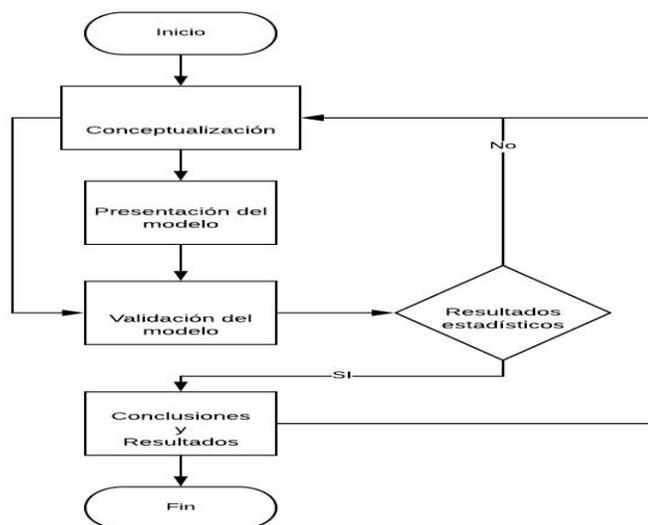 Inicio
Conceptualización
No
Presentación del
modelo
Validación del
modelo
Resultados
estadísticos
SI
Conclusiones
y
Resultados
Fin